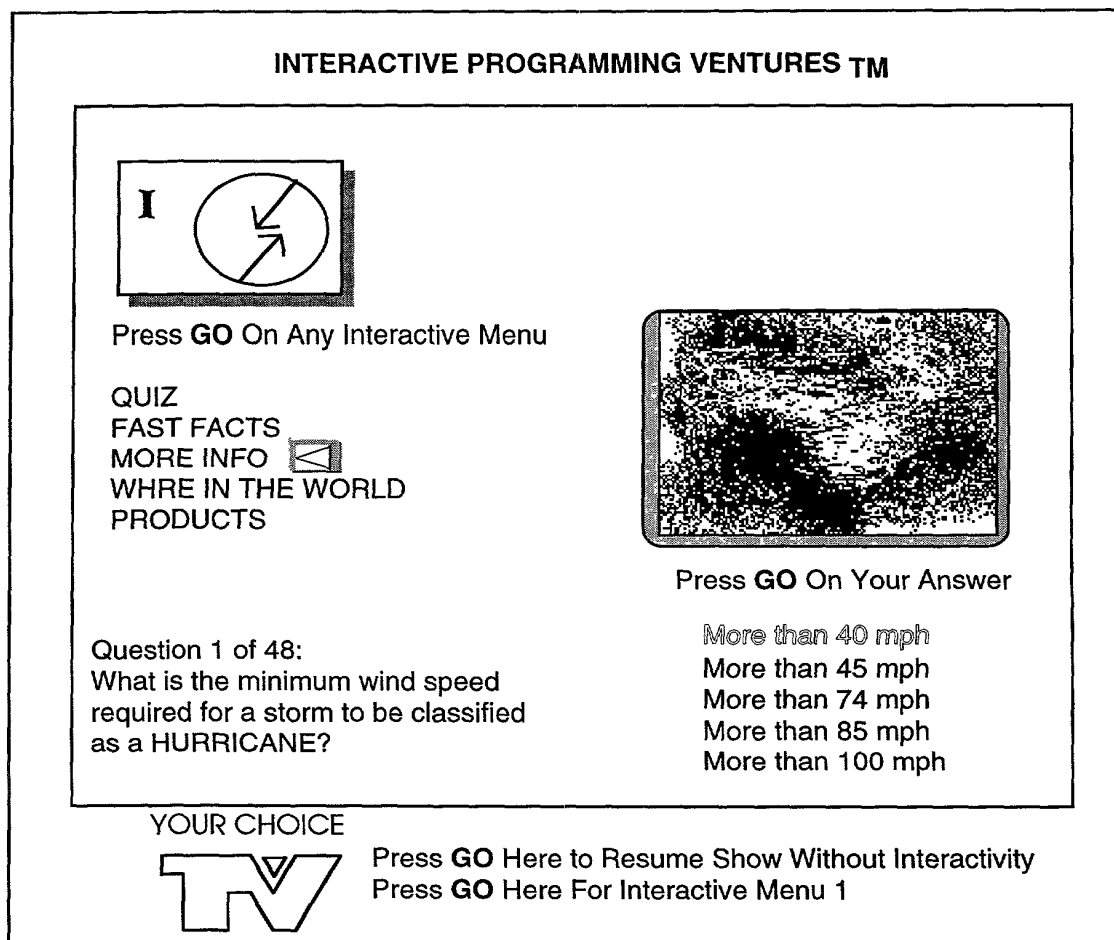 INTERACTIVE PROGRAMMING VENTURES TM
I
Press GO On Any Interactive Menu
QUIZ
FAST FACTS
MORE INFO
WHRE IN THE WORLD
PRODUCTS
Press GO On Your Answer
Question 1 of 48:
What is the minimum wind speed
required for a storm to be classified
as a HURRICANE?
More than 40 mph
More than 45 mph
More than 74 mph
More than 85 mph
More than 100 mph
YOUR CHOICE
TV
Press GO Here to Resume Show Without Interactivity
Press GO Here For Interactive Menu 1